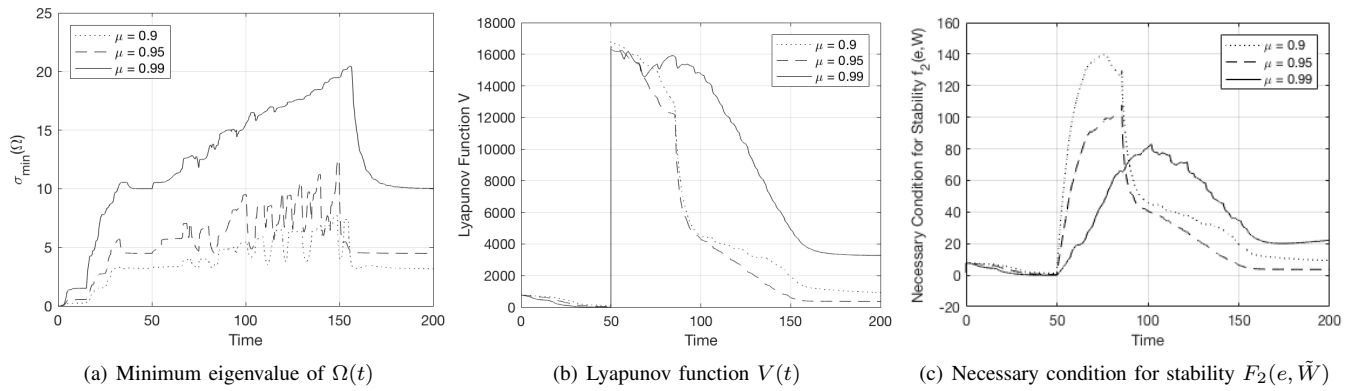 25
20
15
10
5
0
0 50 100 150 200
Time
σmin(Ω)
μ = 0.9
μ = 0.95
μ = 0.99
(a) Minimum eigenvalue of Ω(t)
18000
16000
14000
12000
10000
8000
6000
4000
2000
0
0 50 100 150 200
Time
Lyapunov Function V
μ = 0.9
μ = 0.95
μ = 0.99
(b) Lyapunov function V(t)
160
140
120
100
80
60
40
20
0
-20
0 50 100 150 200
Time
Necessary Condition for Stability f_2(e,W)
μ = 0.9
μ = 0.95
μ = 0.99
(c) Necessary condition for stability F₂(e, W̃)